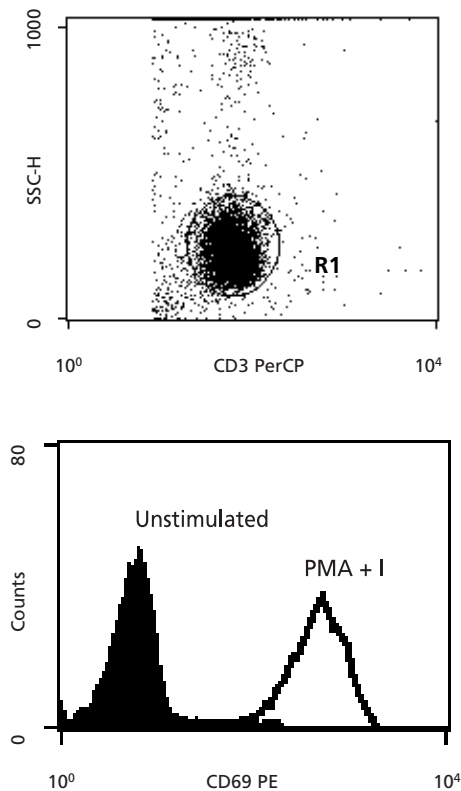 1000
SSC-H
R1
0
10⁰ CD3 PerCP 10⁴
80
Unstimulated
PMA + I
Counts
0
10⁰ CD69 PE 10⁴